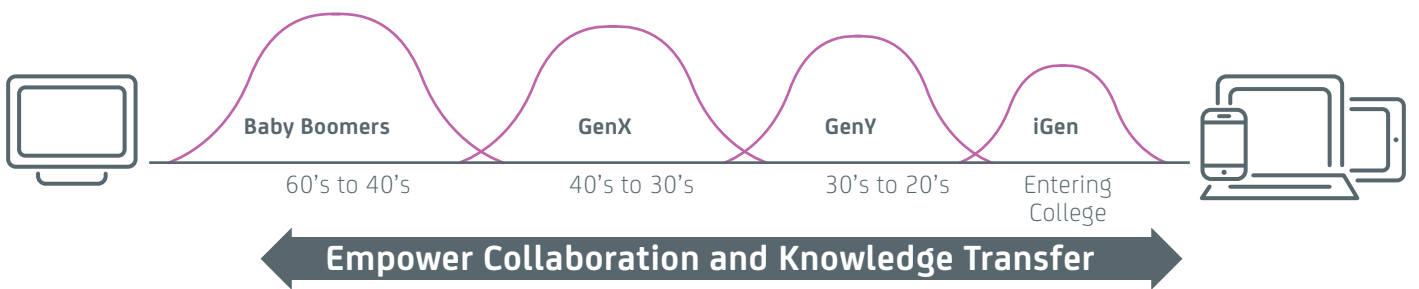 Baby Boomers
GenX
GenY
iGen
60’s to 40’s
40’s to 30’s
30’s to 20’s
Entering
College
Empower Collaboration and Knowledge Transfer